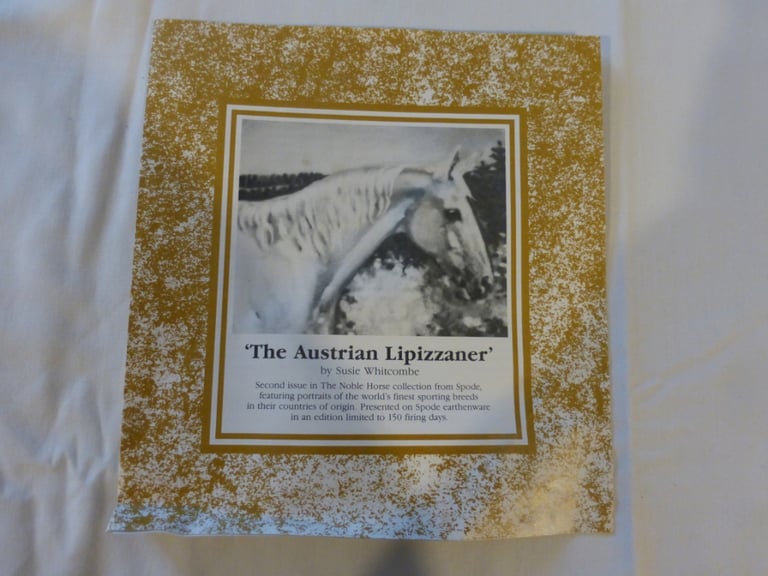 'The Austrian Lipizzaner'
by Susie Whitcombe
Second issue in The Noble Horse collection from Spode,
featuring portraits of the world's finest sporting breeds
in their countries of origin. Presented on Spode earthenware
in an edition limited to 150 firing days.